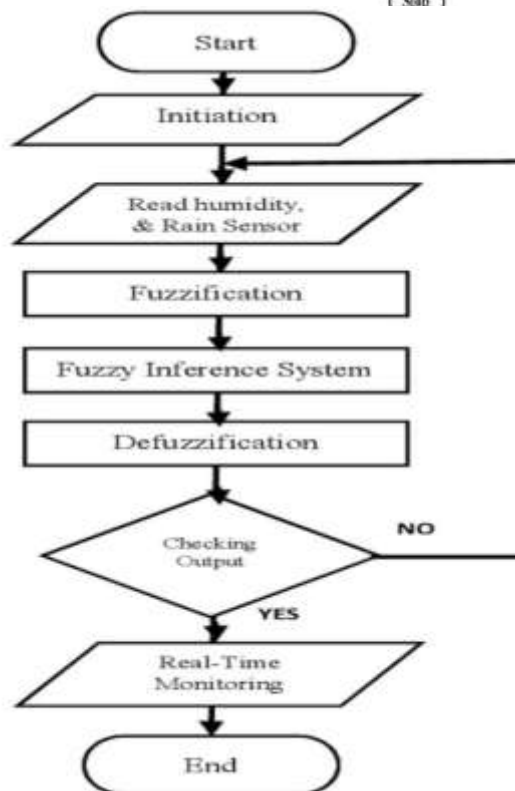 Start
Initiation
Read humidity,
& Rain Sensor
Fuzzification
Fuzzy Inference System
Defuzzification
Checking
Output
NO
YES
Real-Time
Monitoring
End